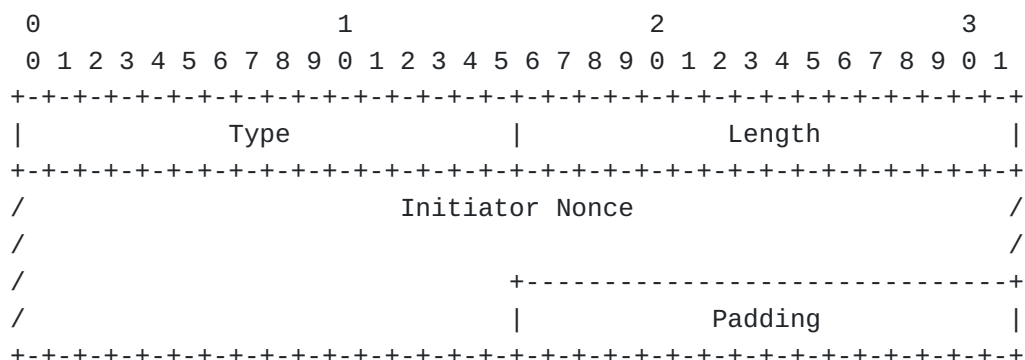 0                   1                   2                   3
 0 1 2 3 4 5 6 7 8 9 0 1 2 3 4 5 6 7 8 9 0 1 2 3 4 5 6 7 8 9 0 1
+-+-+-+-+-+-+-+-+-+-+-+-+-+-+-+-+-+-+-+-+-+-+-+-+-+-+-+-+-+-+-+-+
|             Type              |             Length            |
+-+-+-+-+-+-+-+-+-+-+-+-+-+-+-+-+-+-+-+-+-+-+-+-+-+-+-+-+-+-+-+-+
/                        Initiator Nonce                        /
/                                                               /
/                               +-------------------------------+
/                               |            Padding            |
+-+-+-+-+-+-+-+-+-+-+-+-+-+-+-+-+-+-+-+-+-+-+-+-+-+-+-+-+-+-+-+-+